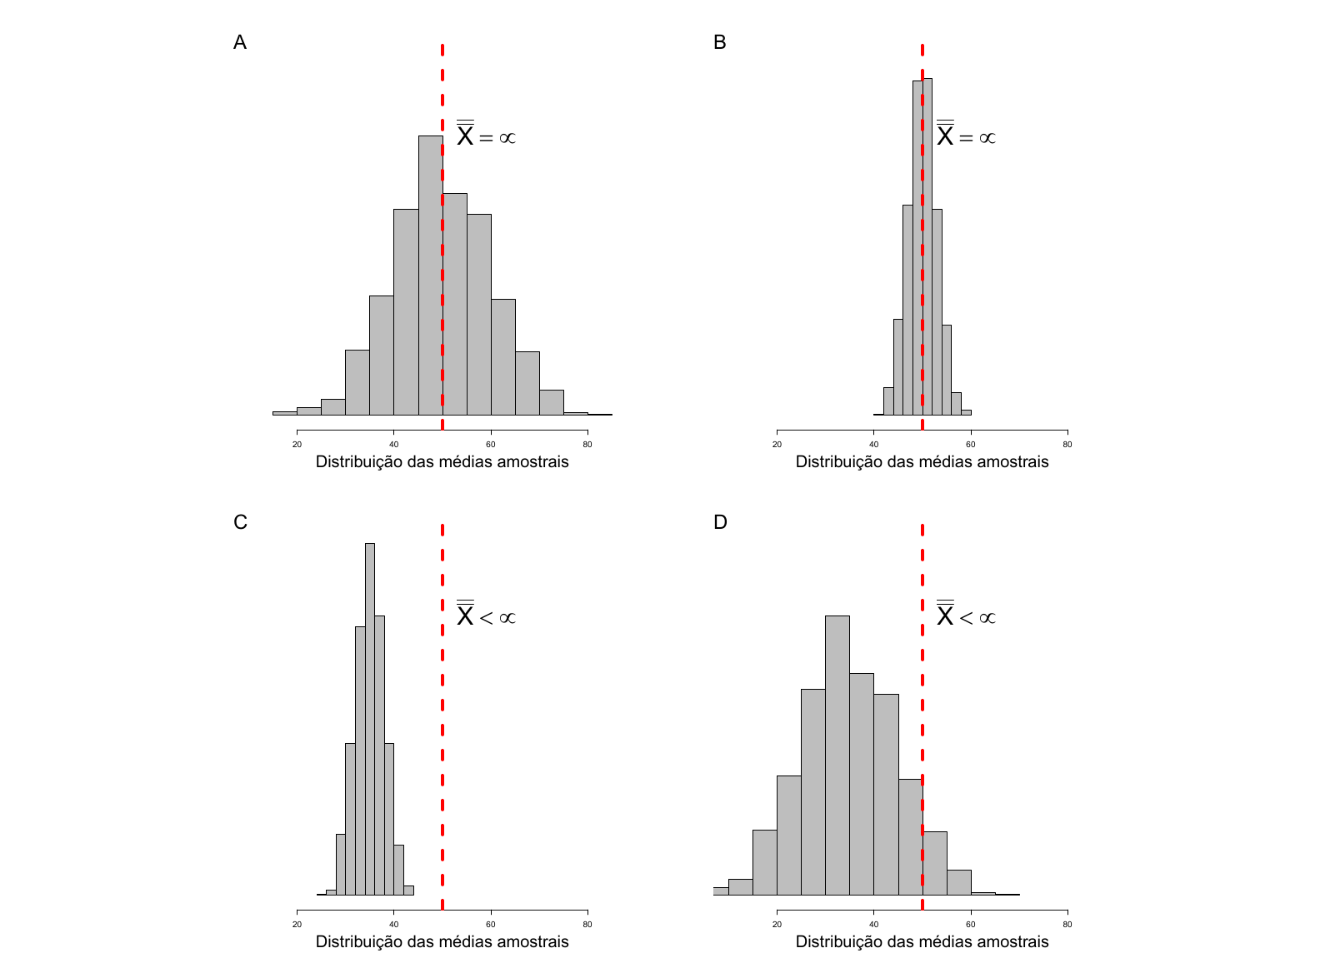 A
X̿ = ∝
20 40 60 80
Distribuição das médias amostrais
B
X̿ = ∝
20 40 60 80
Distribuição das médias amostrais
C
X̿ < ∝
20 40 60 80
Distribuição das médias amostrais
D
X̿ < ∝
20 40 60 80
Distribuição das médias amostrais